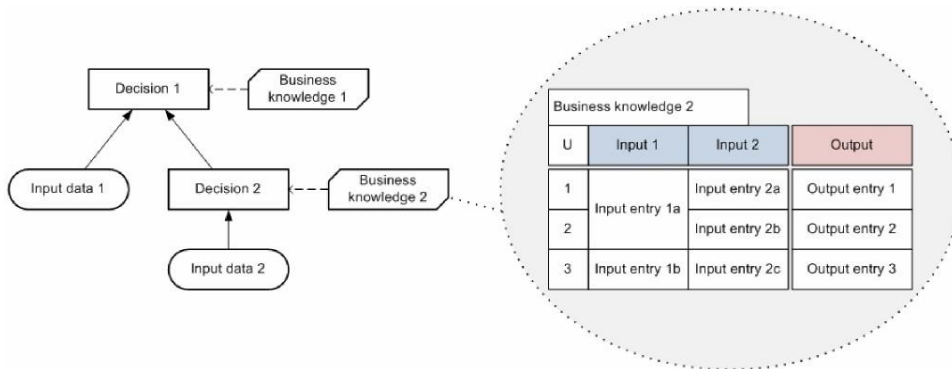 Decision 1
Business
knowledge 1
Input data 1
Decision 2
Business
knowledge 2
Input data 2
Business knowledge 2
U Input 1 Input 2 Output
1 Input entry 1a Input entry 2a Output entry 1
2 Input entry 2b Output entry 2
3 Input entry 1b Input entry 2c Output entry 3